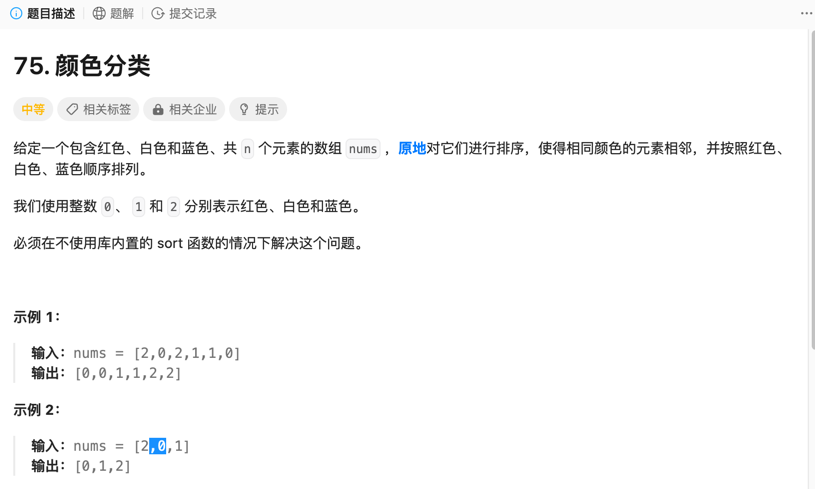 题目描述 题解 提交记录
75. 颜色分类
中等 相关标签 相关企业 提示
给定一个包含红色、白色和蓝色、共 n 个元素的数组 nums ，原地对它们进行排序，使得相同颜色的元素相邻，并按照红色、
白色、蓝色顺序排列。
我们使用整数 0、 1 和 2 分别表示红色、白色和蓝色。
必须在不使用库内置的 sort 函数的情况下解决这个问题。
示例 1：
输入：nums = [2,0,2,1,1,0]
输出：[0,0,1,1,2,2]
示例 2：
输入：nums = [2,0,1]
输出：[0,1,2]